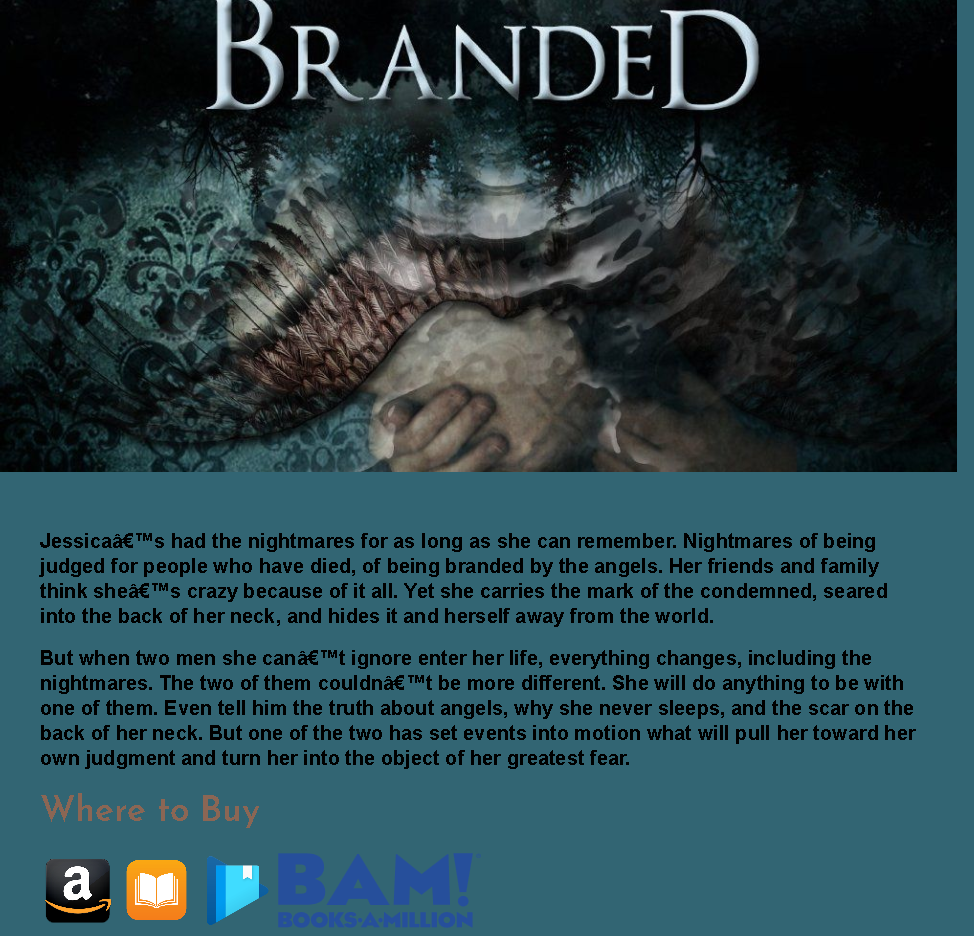 BRANDED
Jessicaâ€™s had the nightmares for as long as she can remember. Nightmares of being
judged for people who have died, of being branded by the angels. Her friends and family
think sheâ€™s crazy because of it all. Yet she carries the mark of the condemned, seared
into the back of her neck, and hides it and herself away from the world.
But when two men she canâ€™t ignore enter her life, everything changes, including the
nightmares. The two of them couldnâ€™t be more different. She will do anything to be with
one of them. Even tell him the truth about angels, why she never sleeps, and the scar on the
back of her neck. But one of the two has set events into motion what will pull her toward her
own judgment and turn her into the object of her greatest fear.
Where to Buy
a
BAM!
BOOKS·A·MILLION